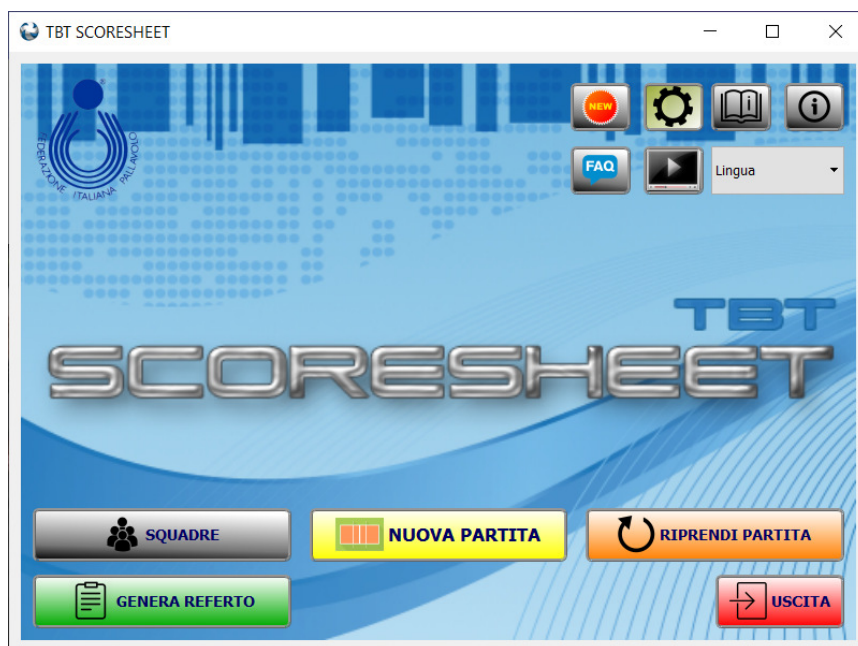 TBT SCORESHEET
FEDERAZIONE ITALIANA PALLAVOLO
NEW
FAQ
Lingua
TBT
SCORESHEET
SQUADRE
NUOVA PARTITA
RIPRENDI PARTITA
GENERA REFERTO
USCITA